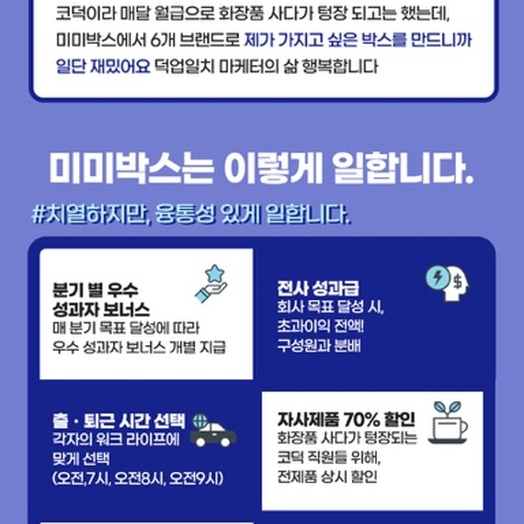 코덕이라 매달 월급으로 화장품 사다가 텅장 되고는 했는데,
미미박스에서 6개 브랜드로 제가 가지고 싶은 박스를 만드니까
일단 재밌어요 덕업일치 마케터의 삶 행복합니다
미미박스는 이렇게 일합니다.
#치열하지만, 융통성 있게 일합니다.
분기 별 우수
성과자 보너스
매 분기 목표 달성에 따라
우수 성과자 보너스 개별 지급
전사 성과급
회사 목표 달성 시,
초과이익 전액!
구성원과 분배
출・퇴근 시간 선택
각자의 워크 라이프에
맞게 선택
(오전,7시, 오전8시, 오전9시)
자사제품 70% 할인
화장품 사다가 텅장되는
코덕 직원들 위해,
전제품 상시 할인